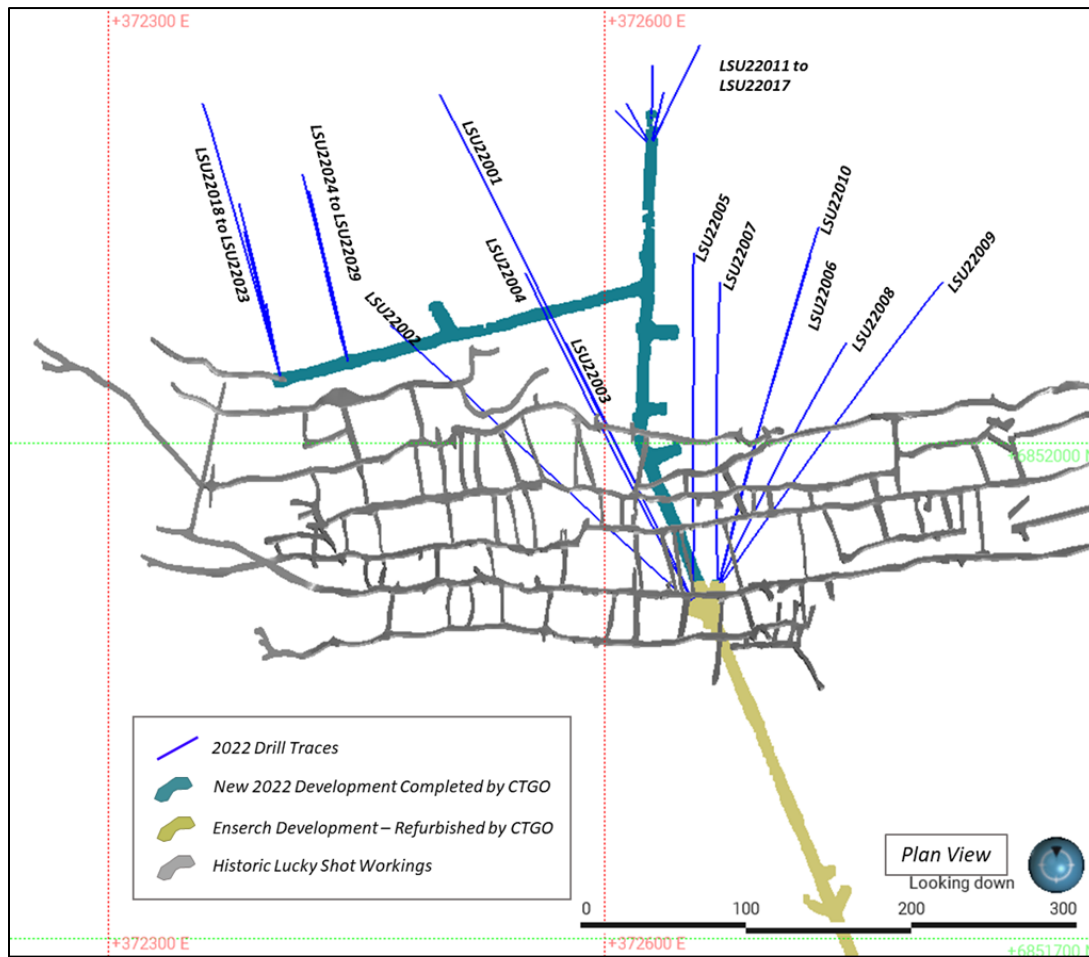 +372300 E
+372600 E
LSU22011 to
LSU22017
LSU22001
LSU22018 to LSU22023
LSU22024 to LSU22029
LSU22010
LSU22005
LSU22007
LSU22004
LSU22009
LSU22006
LSU22008
LSU22002
LSU22003
+6852000 N
2022 Drill Traces
New 2022 Development Completed by CTGO
Enserch Development – Refurbished by CTGO
Historic Lucky Shot Workings
Plan View
Looking down
0 100 200 300
+372300 E
+372600 E
+6851700 N